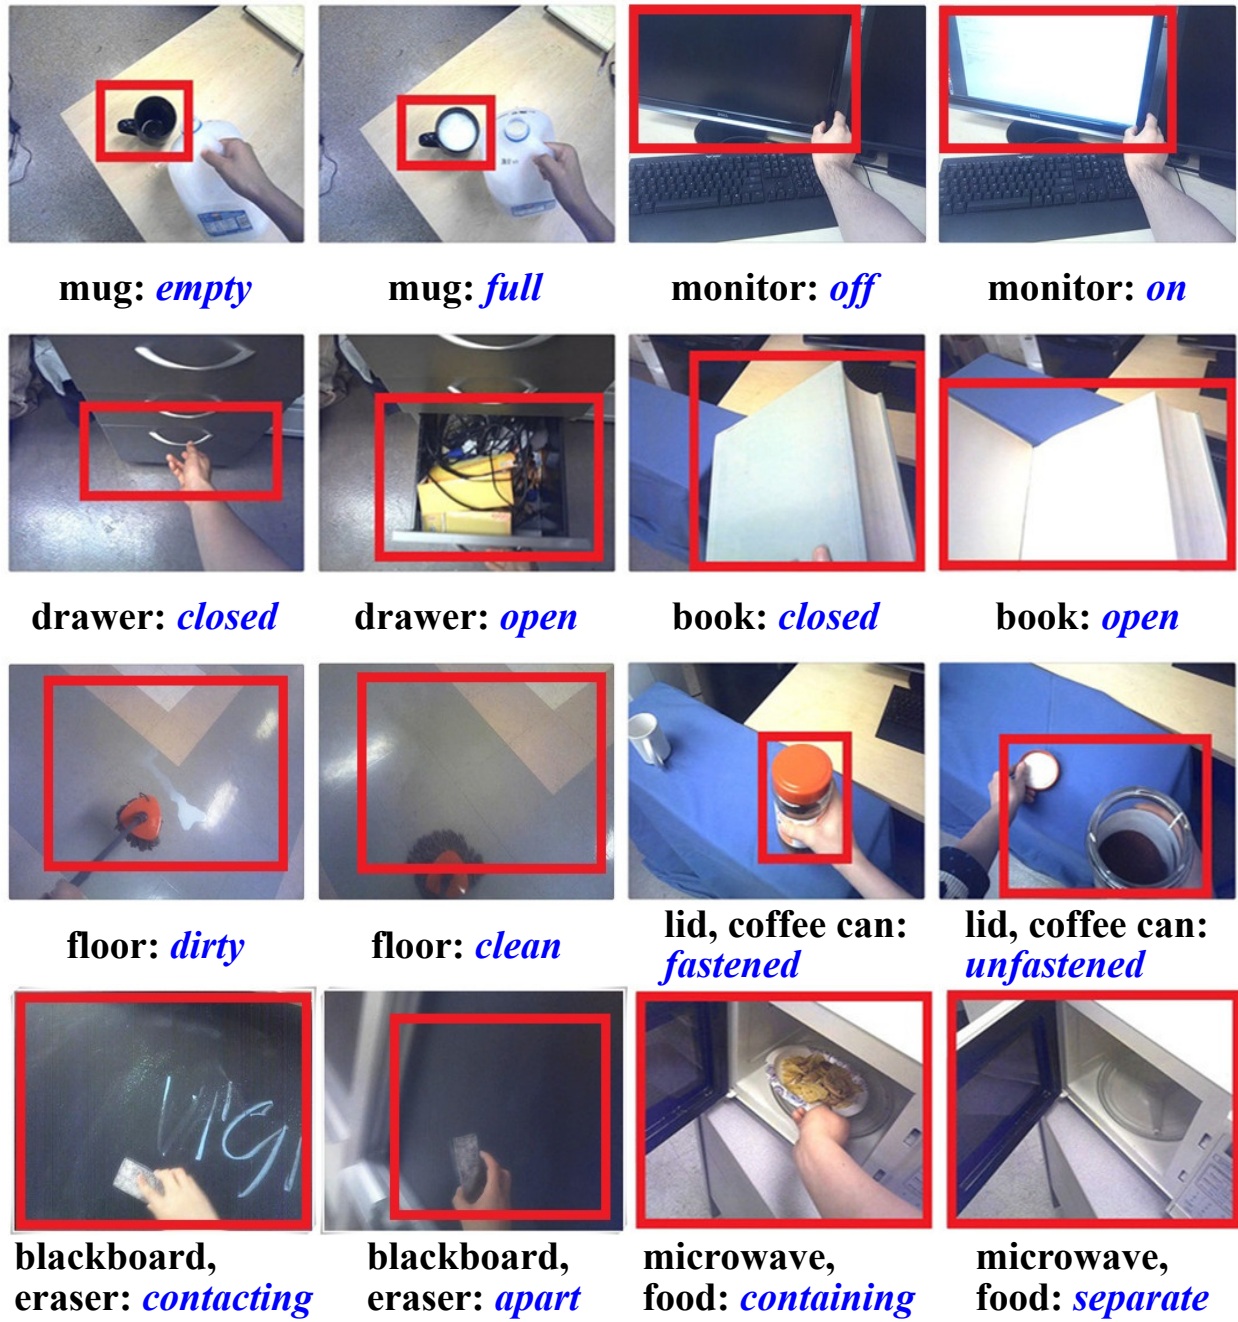 DELL
DELL
mug: empty
mug: full
monitor: off
monitor: on
drawer: closed
drawer: open
book: closed
book: open
floor: dirty
floor: clean
lid, coffee can:
fastened
lid, coffee can:
unfastened
blackboard,
eraser: contacting
blackboard,
eraser: apart
microwave,
food: containing
microwave,
food: separate